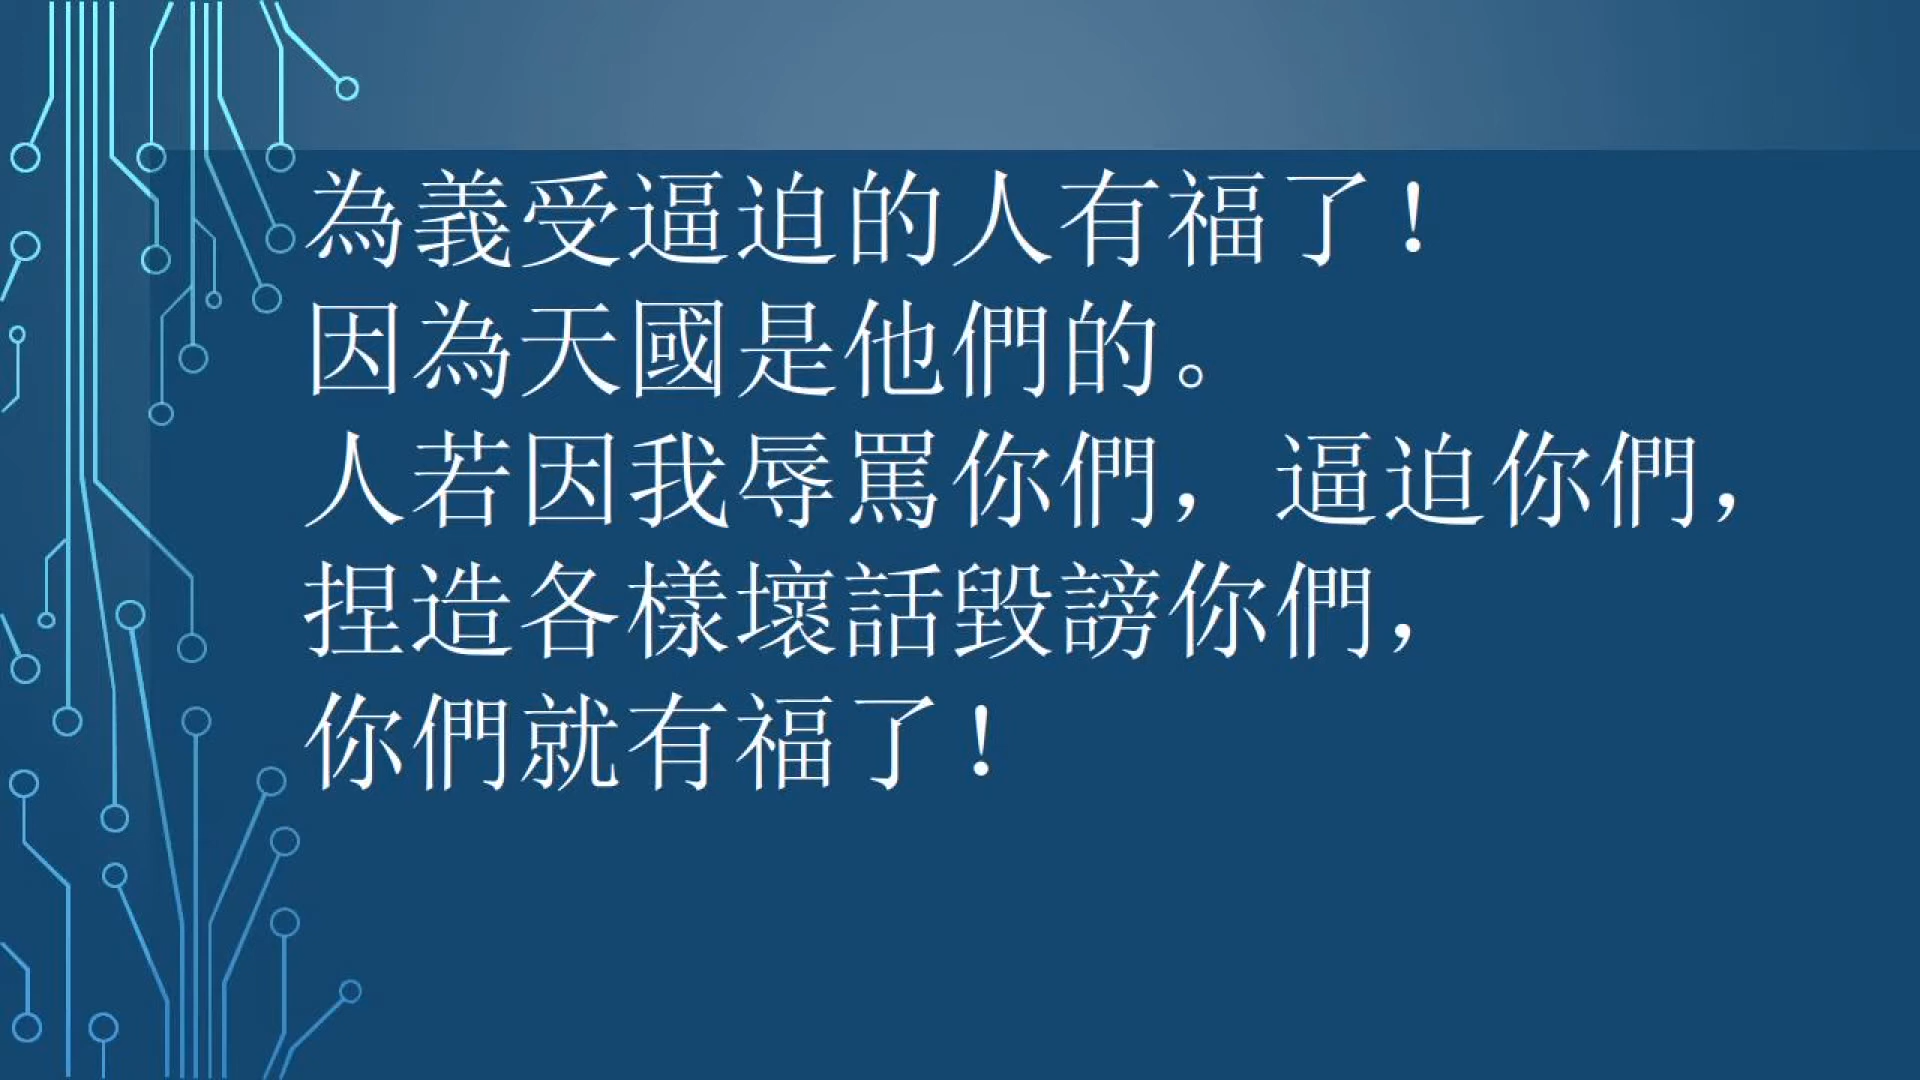 為義受逼迫的人有福了！
因為天國是他們的。
人若因我辱罵你們，逼迫你們，
捏造各樣壞話毀謗你們，
你們就有福了！